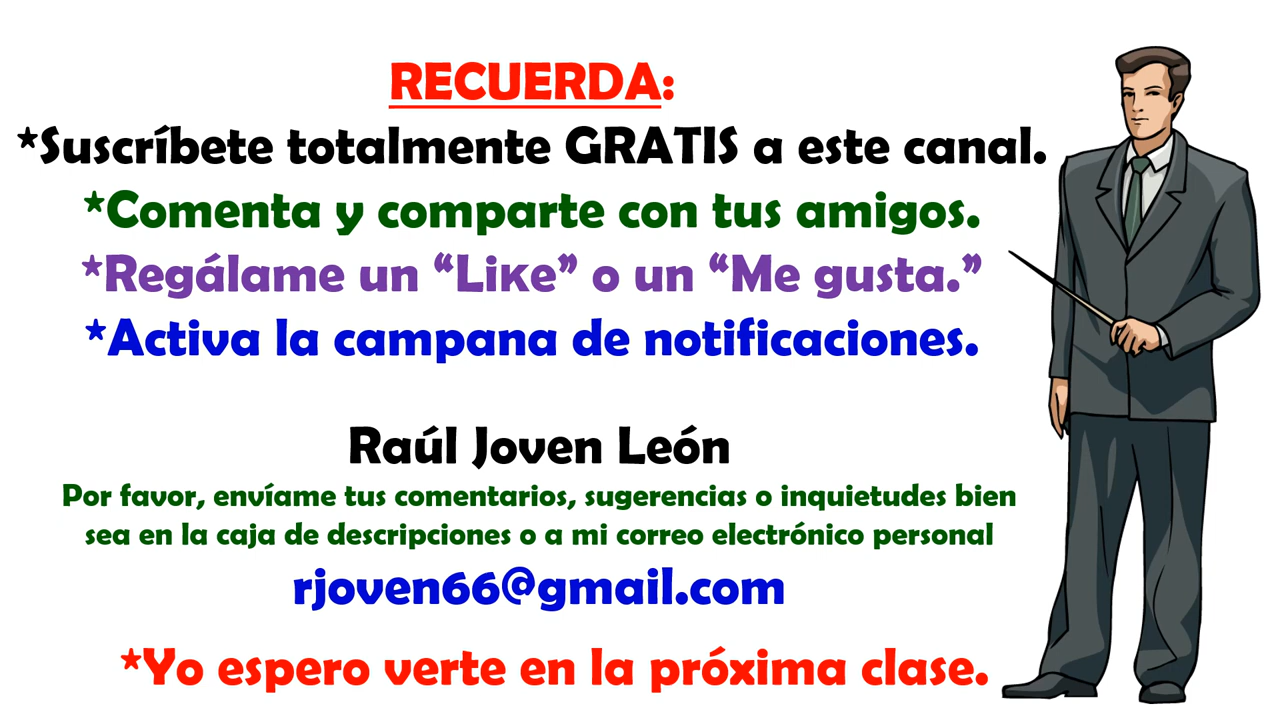 RECUERDA:
*Suscríbete totalmente GRATIS a este canal.
*Comenta y comparte con tus amigos.
*Regálame un “Like” o un “Me gusta.”
*Activa la campana de notificaciones.
Raúl Joven León
Por favor, envíame tus comentarios, sugerencias o inquietudes bien
sea en la caja de descripciones o a mi correo electrónico personal
rjoven66@gmail.com
*Yo espero verte en la próxima clase.